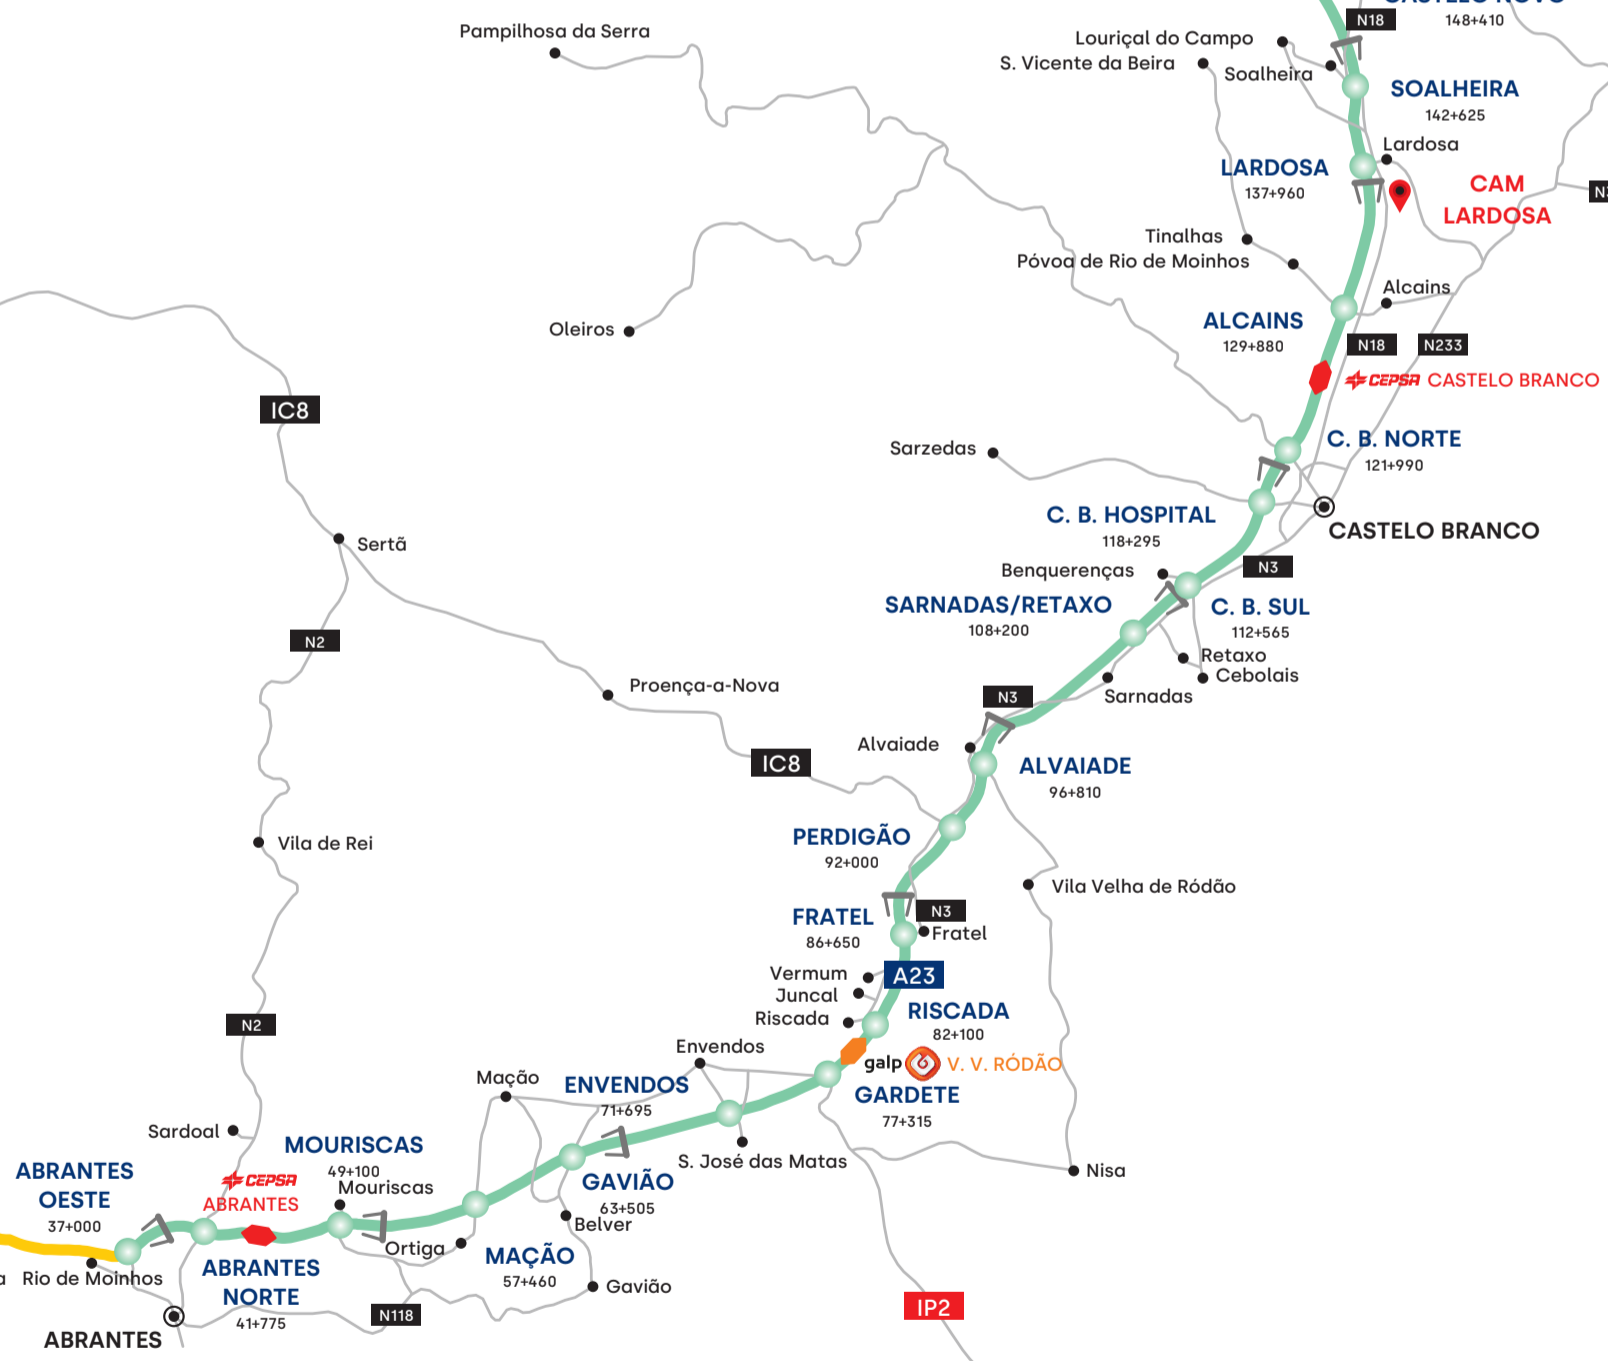 CASTELO NOVO
148+410
N18
Pampilhosa da Serra
Louriçal do Campo
S. Vicente da Beira
Soalheira
SOALHEIRA
142+625
Lardosa
LARDOSA
137+960
CAM
LARDOSA
Tinalhas
Póvoa de Rio de Moinhos
Alcains
ALCAINS
129+880
N18
N233
CEPSA CASTELO BRANCO
Oleiros
IC8
C. B. NORTE
121+990
Sarzedas
C. B. HOSPITAL
118+295
CASTELO BRANCO
Sertã
N3
Benquerenças
SARNADAS/RETAXO
108+200
C. B. SUL
112+565
N2
Retaxo
Cebolais
Sarnadas
Proença-a-Nova
N3
Alvaiade
IC8
ALVAIADE
96+810
PERDIGÃO
92+000
Vila de Rei
Vila Velha de Ródão
N3
FRATEL
86+650
Fratel
Vermum
A23
Juncal
RISCADA
82+100
Riscada
N2
Envendos
galp V. V. RÓDÃO
Mação
ENVENDOS
71+695
GARDETE
77+315
Sardoal
MOURISCAS
49+100
Mouriscas
S. José das Matas
Nisa
ABRANTES
OESTE
37+000
CEPSA
ABRANTES
GAVIÃO
63+505
Belver
Ortiga
MAÇÃO
57+460
a
Rio de Moinhos
ABRANTES
NORTE
41+775
Gavião
N118
IP2
ABRANTES